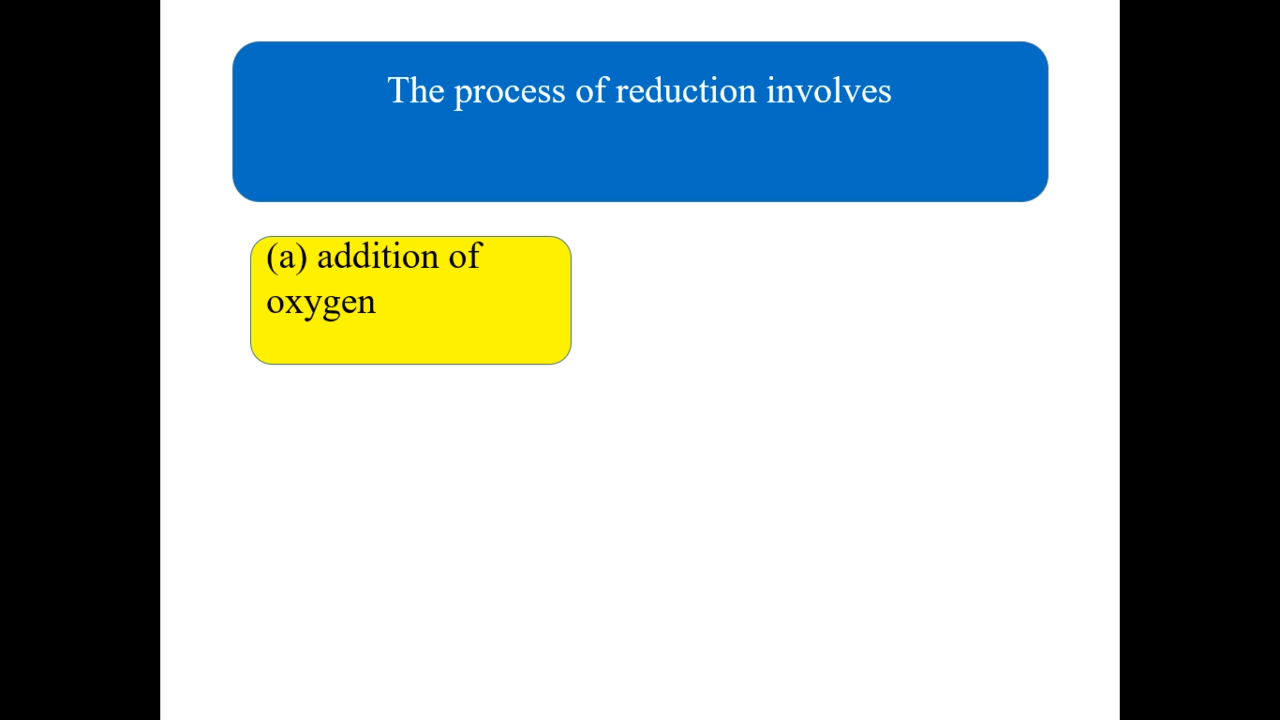 The process of reduction involves
(a) addition of
oxygen